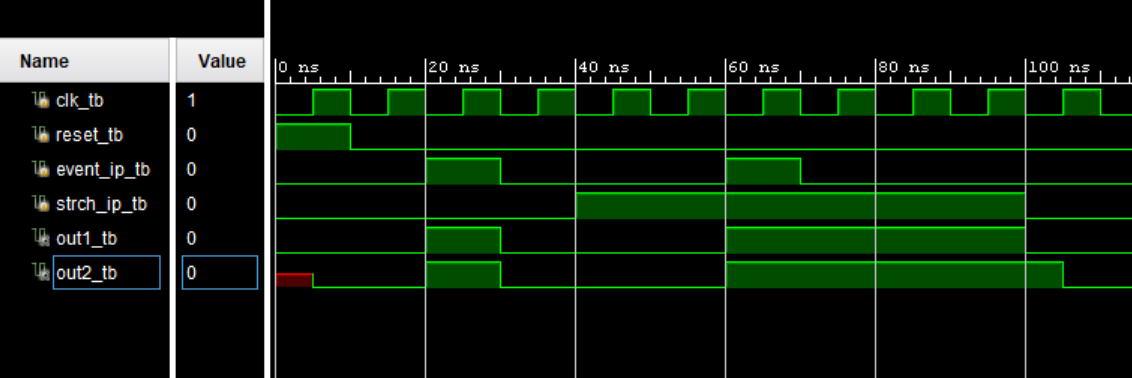 Name Value
0 ns 20 ns 40 ns 60 ns 80 ns 100 ns
clk_tb 1
reset_tb 0
event_ip_tb 0
strch_ip_tb 0
out1_tb 0
out2_tb 0